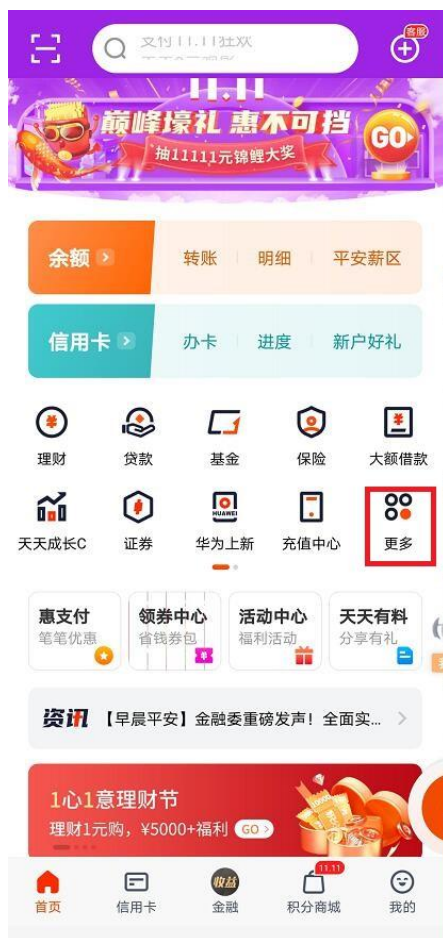 客服
支付11.11狂欢
11.11
巅峰壕礼 惠不可挡
GO
抽11111元锦鲤大奖
余额 转账 明细 平安薪区
信用卡 办卡 进度 新户好礼
理财 贷款 基金 保险 大额借款
HUAWEI
天天成长C 证券 华为上新 充值中心 更多
惠支付 领券中心 活动中心 天天有料
笔笔优惠 省钱券包 福利活动 分享有礼
资讯 【早晨平安】金融委重磅发声！全面实... 
1心1意理财节
理财1元购，¥5000+福利 GO
收益
11.11
首页 信用卡 金融 积分商城 我的